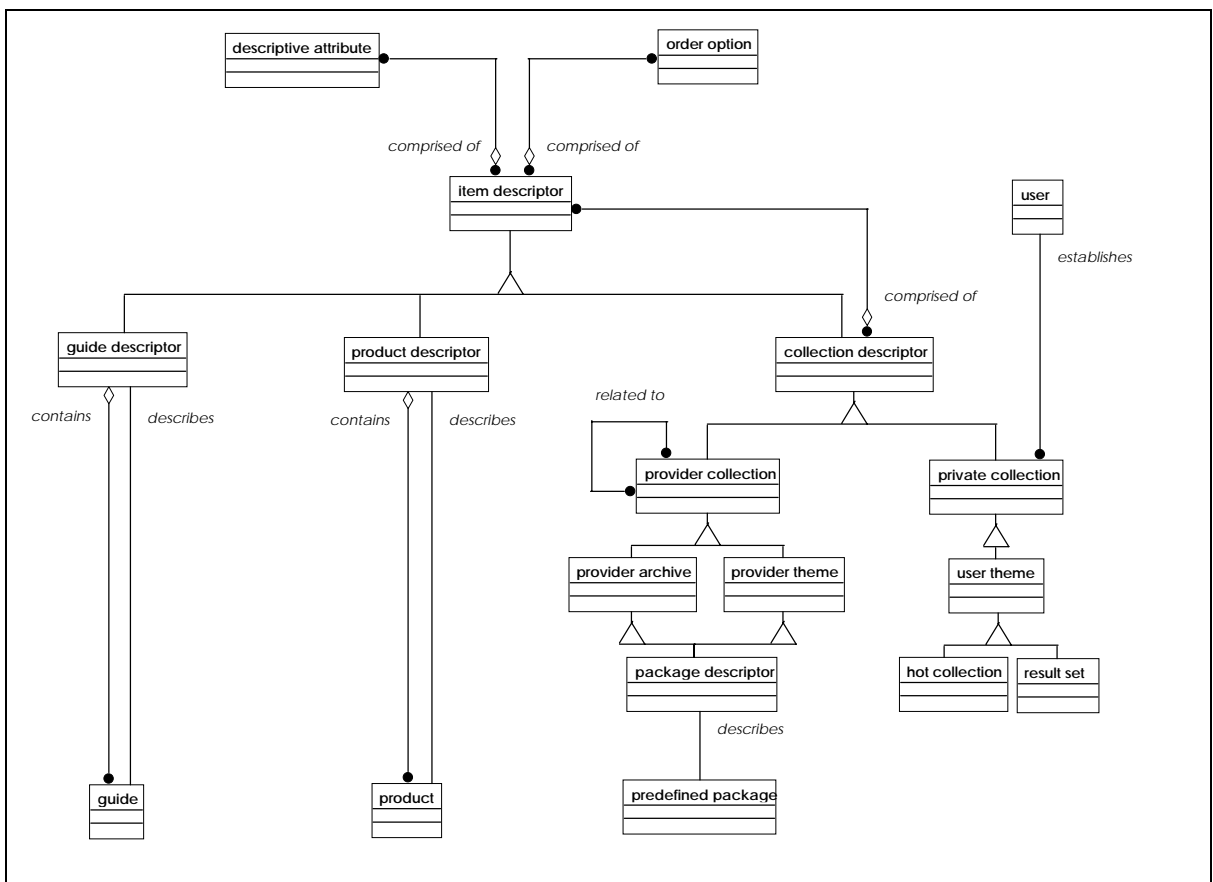 descriptive attribute
order option
comprised of
comprised of
item descriptor
user
establishes
comprised of
guide descriptor
product descriptor
collection descriptor
contains
describes
contains
describes
related to
provider collection
private collection
provider archive
provider theme
user theme
package descriptor
hot collection
result set
describes
guide
product
predefined package